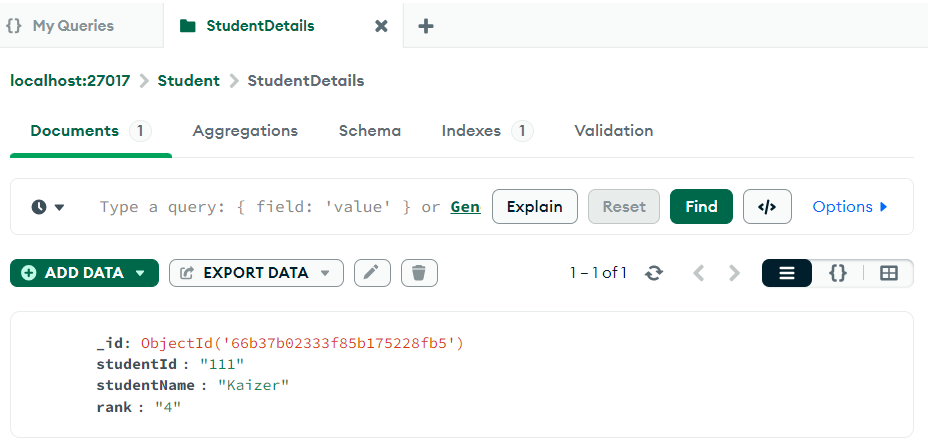 {} My Queries
StudentDetails
localhost:27017 > Student > StudentDetails
Documents 1 Aggregations Schema Indexes 1 Validation
Type a query: { field: 'value' } or Gen Explain Reset Find </> Options
ADD DATA EXPORT DATA 1 – 1 of 1 {}
_id: ObjectId('66b37b02333f85b175228fb5')
studentId : "111"
studentName : "Kaizer"
rank : "4"